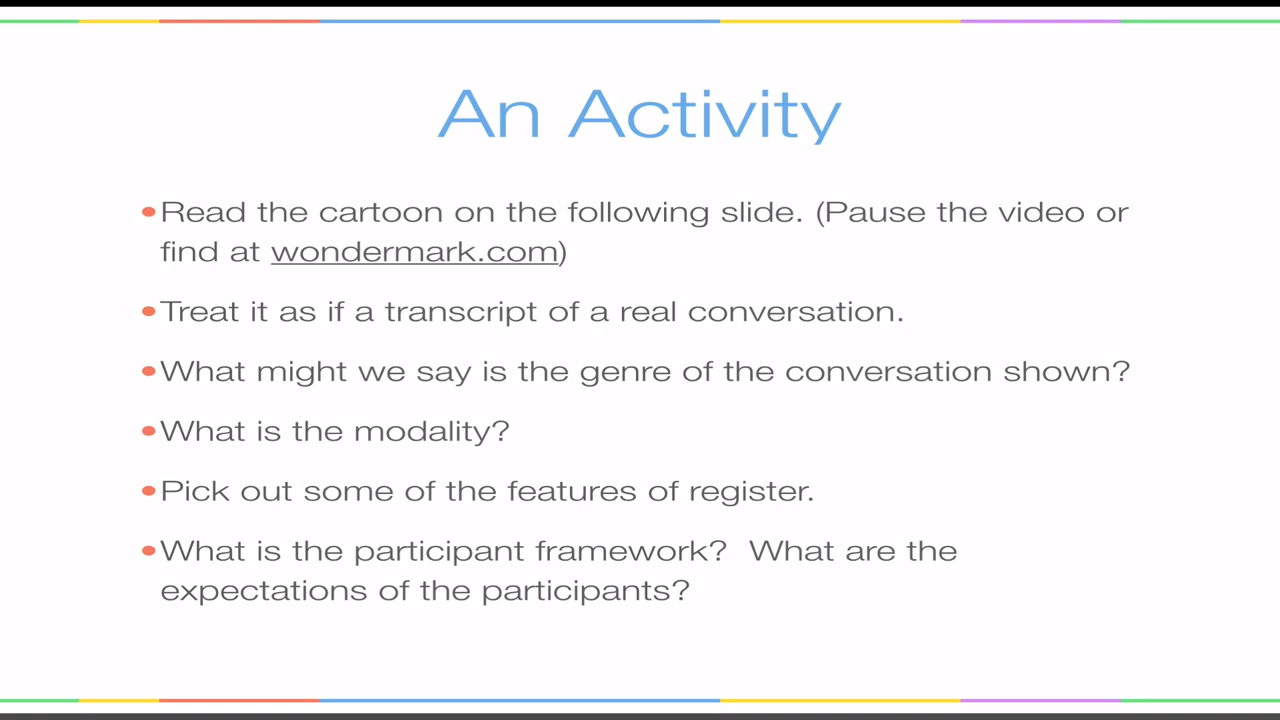 An Activity
•Read the cartoon on the following slide. (Pause the video or
find at wondermark.com)
•Treat it as if a transcript of a real conversation.
•What might we say is the genre of the conversation shown?
•What is the modality?
•Pick out some of the features of register.
•What is the participant framework?  What are the
expectations of the participants?